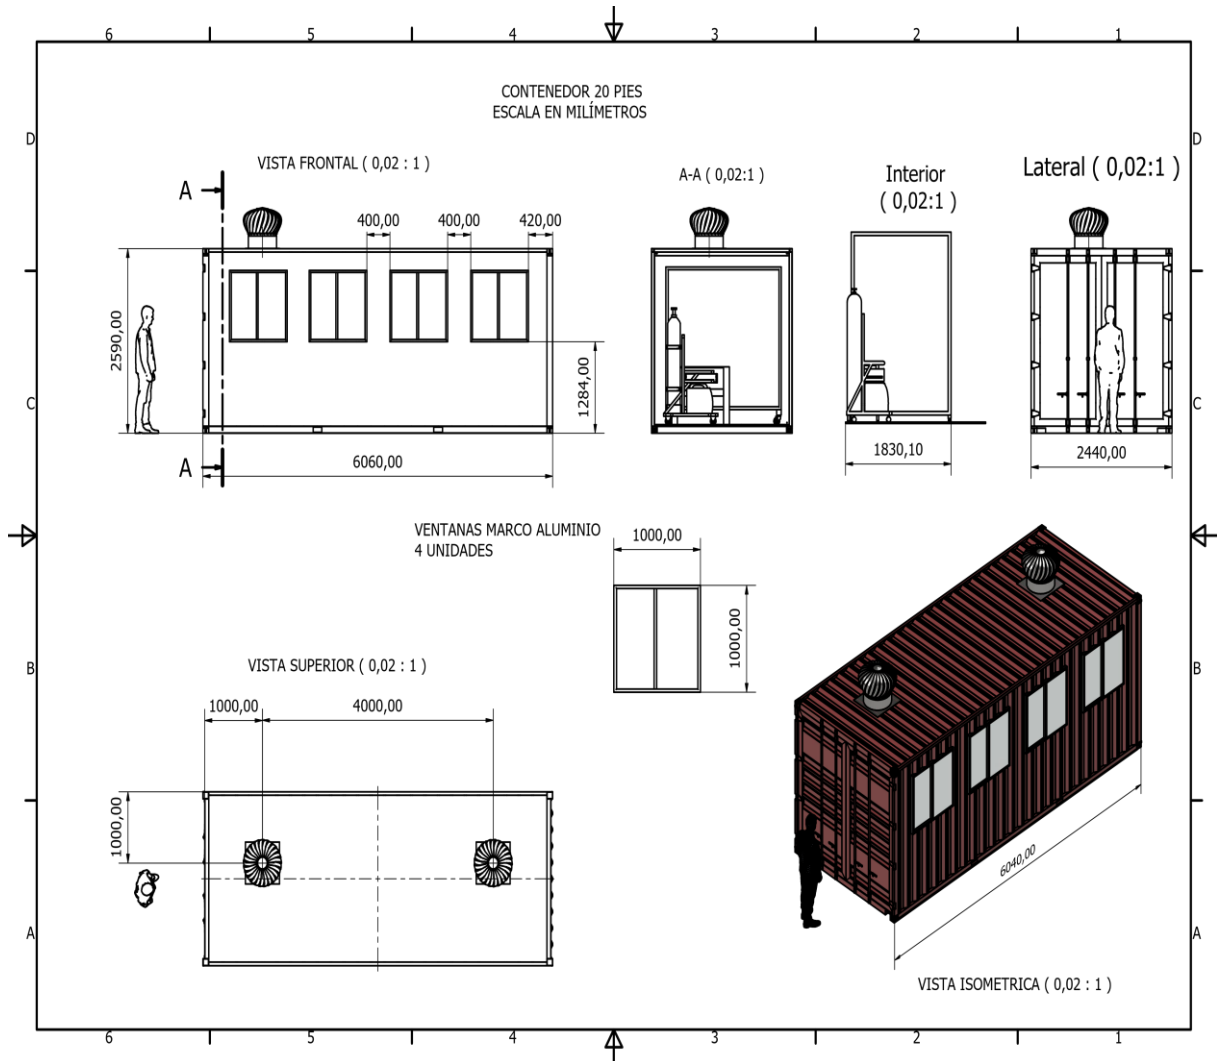 6 5 4 3 2 1
CONTENEDOR 20 PIES
ESCALA EN MILÍMETROS
D D
VISTA FRONTAL ( 0,02 : 1 )
A-A ( 0,02:1 )
Interior
( 0,02:1 )
Lateral ( 0,02:1 )
A
400,00 400,00 420,00
2590,00
1284,00
C C
A
6060,00
1830,10
2440,00
VENTANAS MARCO ALUMINIO
4 UNIDADES
1000,00
1000,00
B B
VISTA SUPERIOR ( 0,02 : 1 )
1000,00 4000,00
1000,00
6040,00
A A
VISTA ISOMETRICA ( 0,02 : 1 )
6 5 4 3 2 1